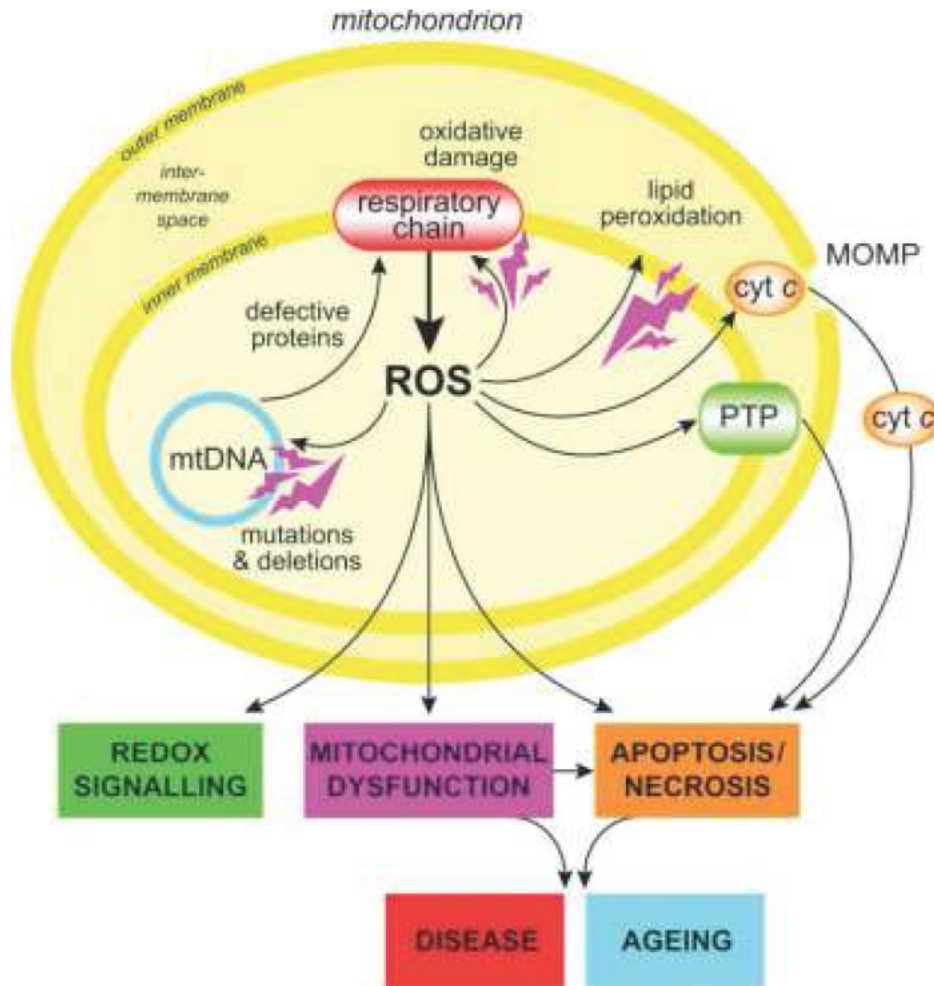 mitochondrion
outer membrane
inter-
membrane
space
inner membrane
oxidative
damage
respiratory
chain
lipid
peroxidation
MOMP
cyt c
defective
proteins
ROS
PTP
cyt c
mtDNA
mutations
& deletions
REDOX
SIGNALLING
MITOCHONDRIAL
DYSFUNCTION
APOPTOSIS/
NECROSIS
DISEASE
AGEING